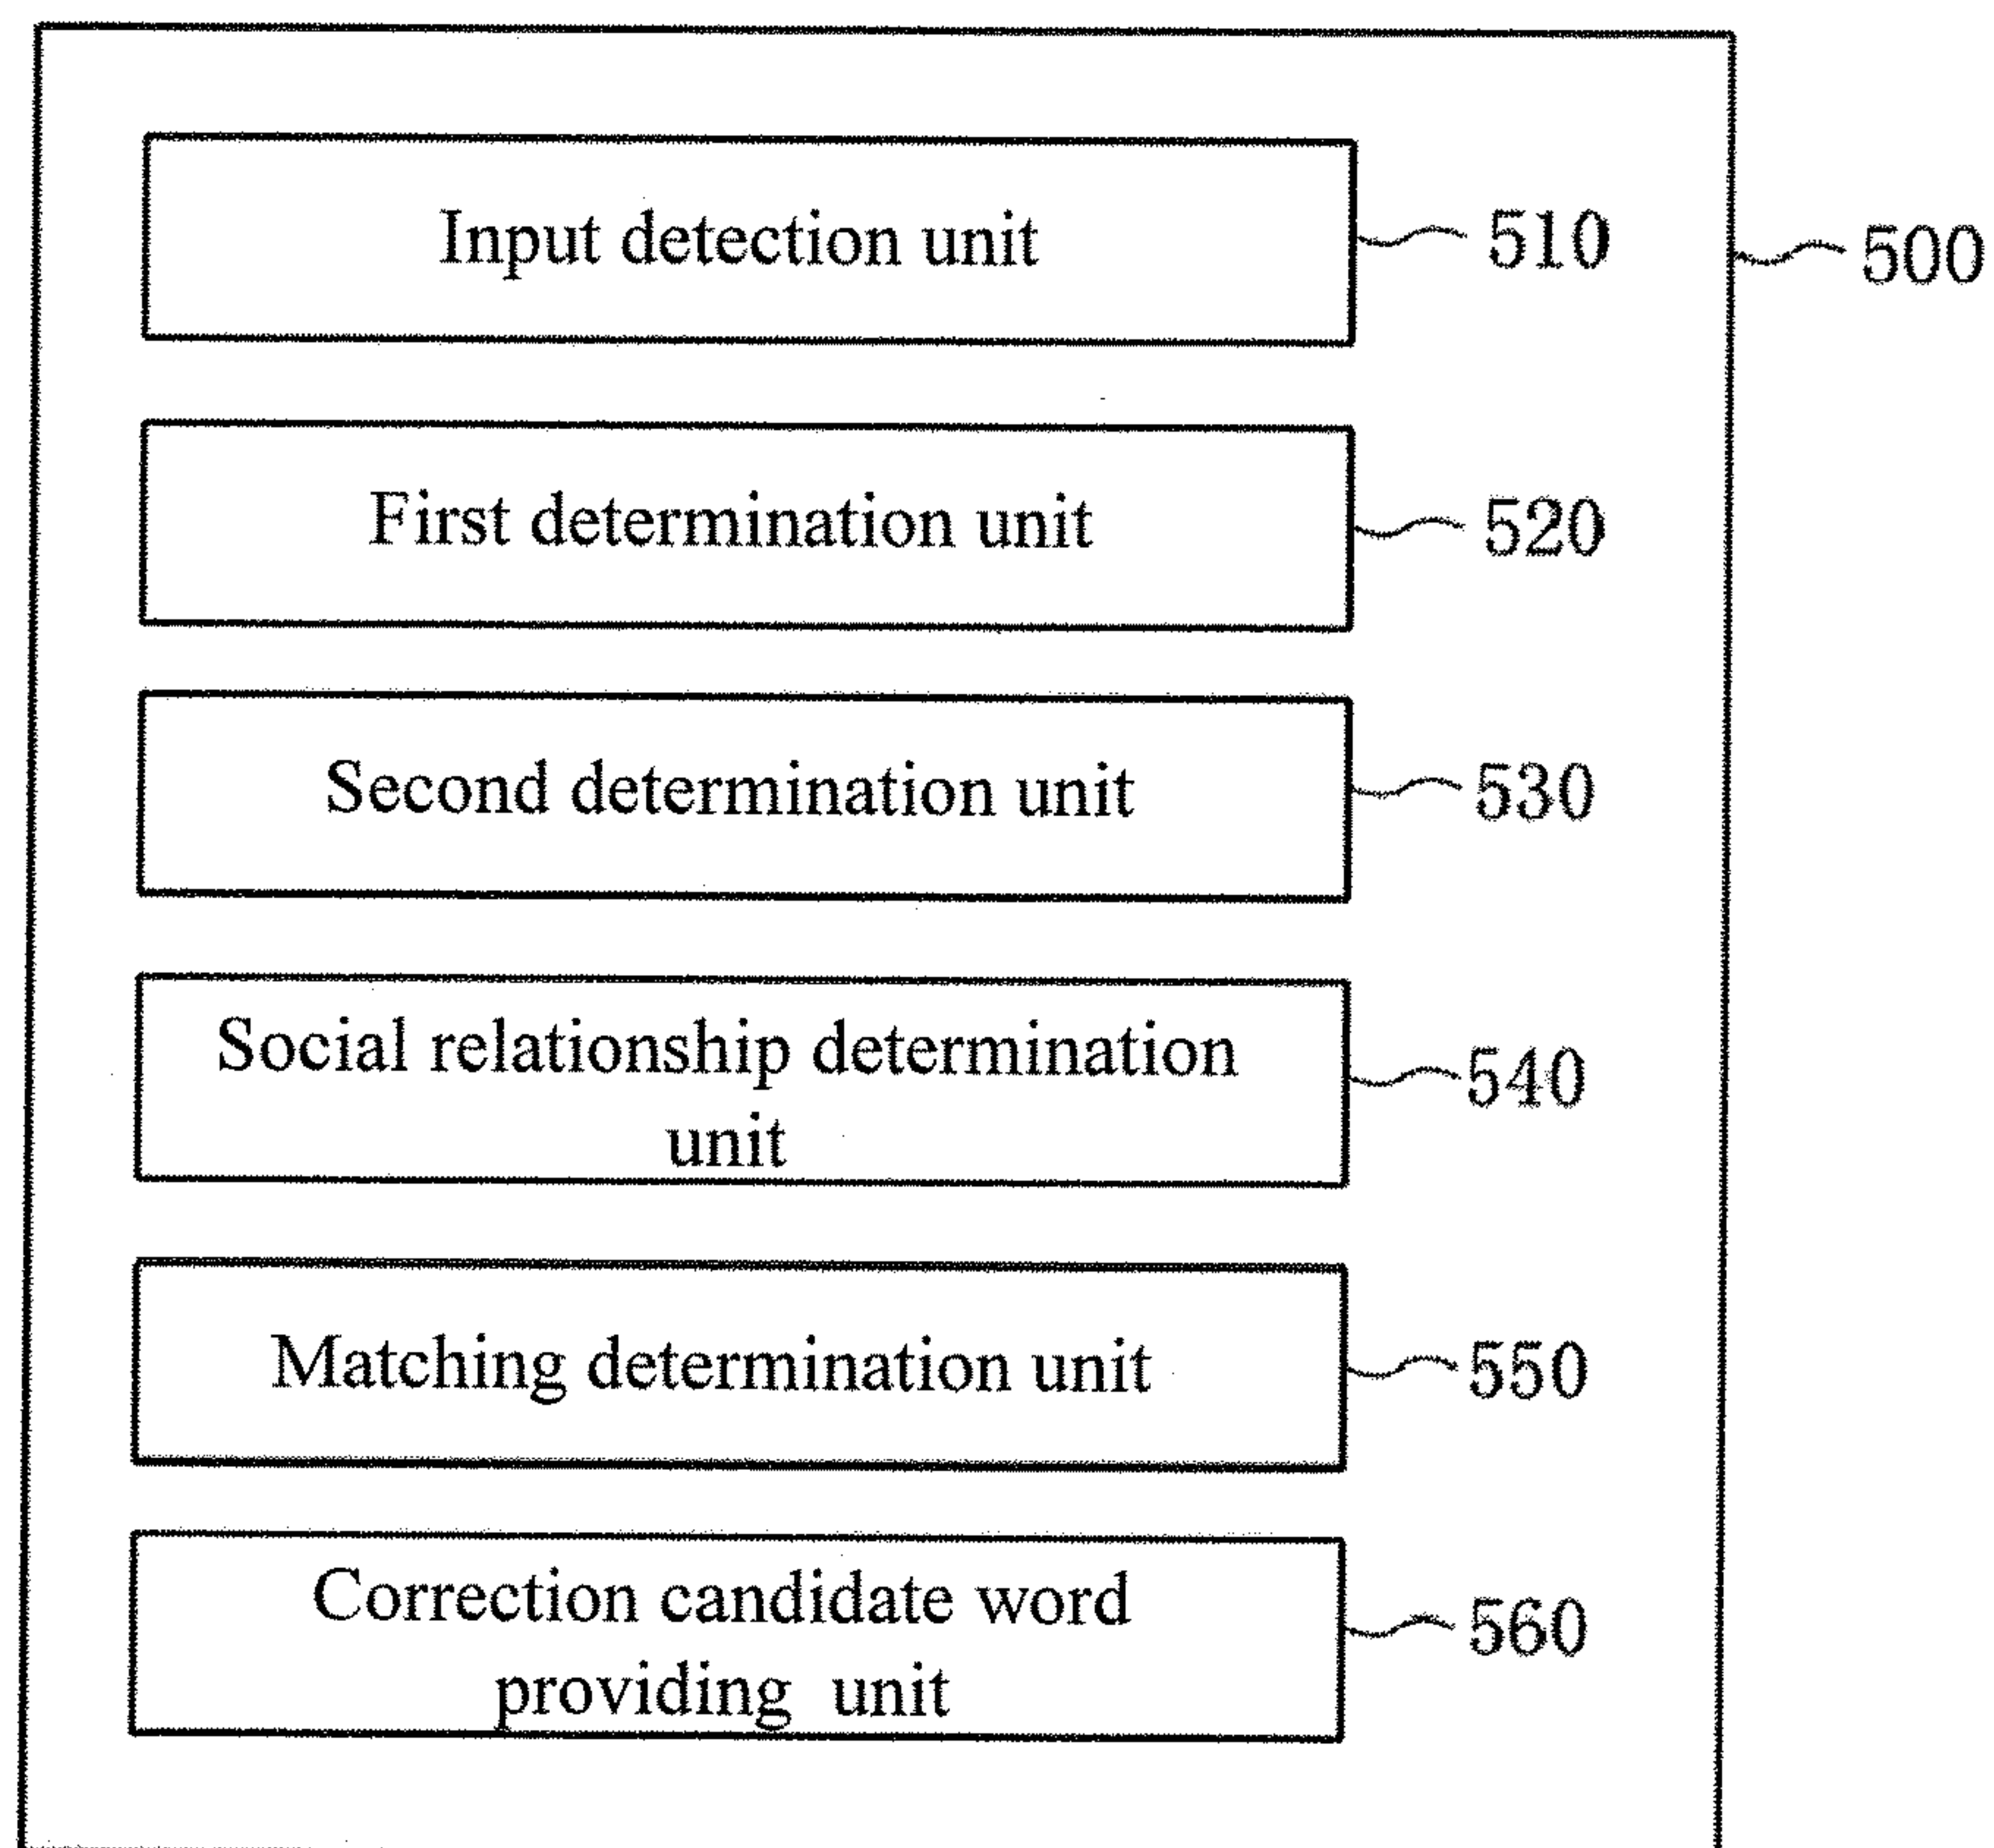 Input detection unit
510
500
First determination unit
520
Second determination unit
530
Social relationship determination
unit
540
Matching determination unit
550
Correction candidate word
providing unit
560